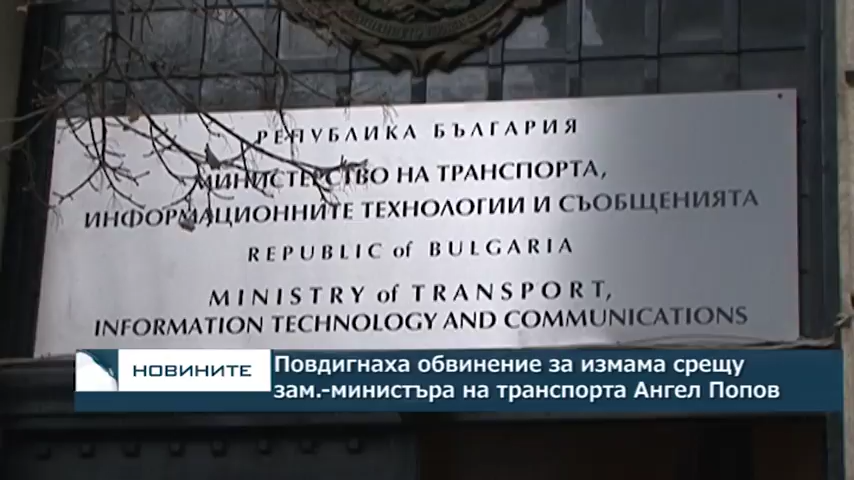 РЕПУБЛИКА БЪЛГАРИЯ
МИНИСТЕРСТВО НА ТРАНСПОРТА,
ИНФОРМАЦИОННИТЕ ТЕХНОЛОГИИ И СЪОБЩЕНИЯТА
REPUBLIC of BULGARIA
MINISTRY of TRANSPORT,
INFORMATION TECHNOLOGY AND COMMUNICATIONS
НОВИНИТЕ
Повдигнаха обвинение за измама срещу
зам.-министъра на транспорта Ангел Попов